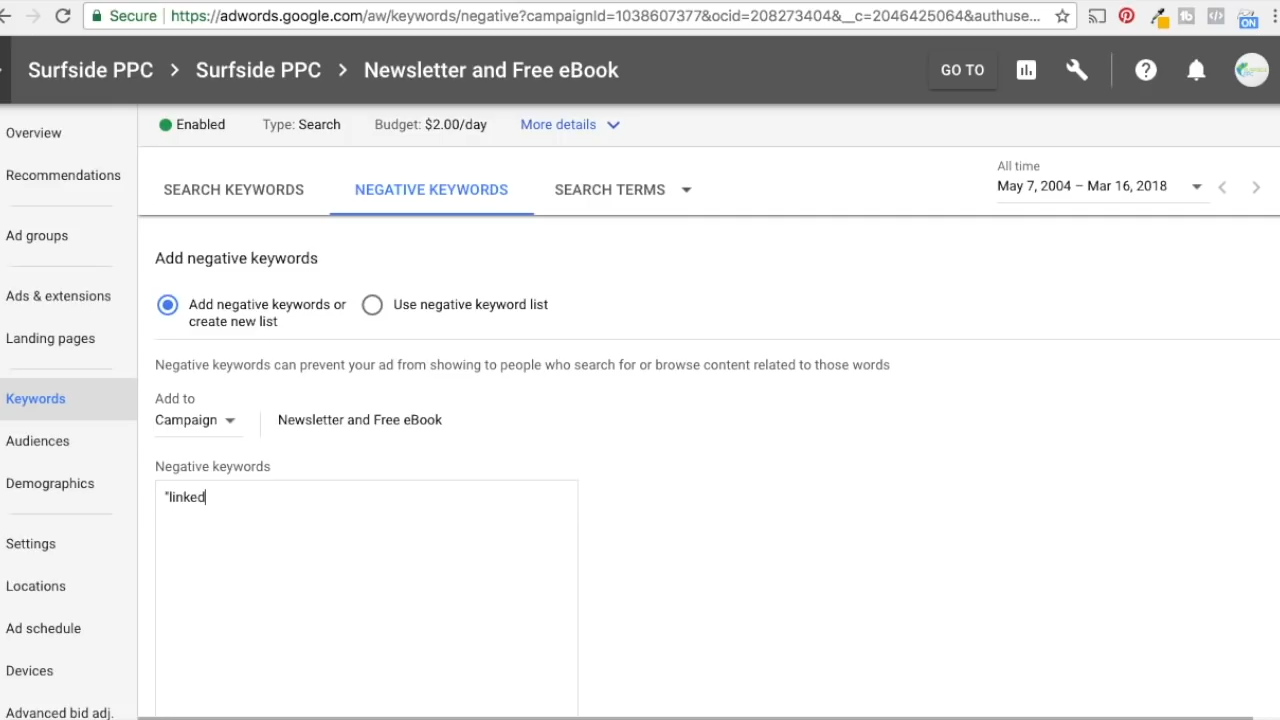 Secure https://adwords.google.com/aw/keywords/negative?campaignId=1038607377&ocid=208273404&__c=2046425064&authuse...
ON
Surfside PPC > Surfside PPC > Newsletter and Free eBook
GO TO
Overview
Recommendations
Ad groups
Ads & extensions
Landing pages
Keywords
Audiences
Demographics
Settings
Locations
Ad schedule
Devices
Advanced bid adj.
Enabled Type: Search Budget: $2.00/day More details
SEARCH KEYWORDS NEGATIVE KEYWORDS SEARCH TERMS
All time
May 7, 2004 – Mar 16, 2018
Add negative keywords
Add negative keywords or
create new list
Use negative keyword list
Negative keywords can prevent your ad from showing to people who search for or browse content related to those words
Add to
Campaign Newsletter and Free eBook
Negative keywords
"linked